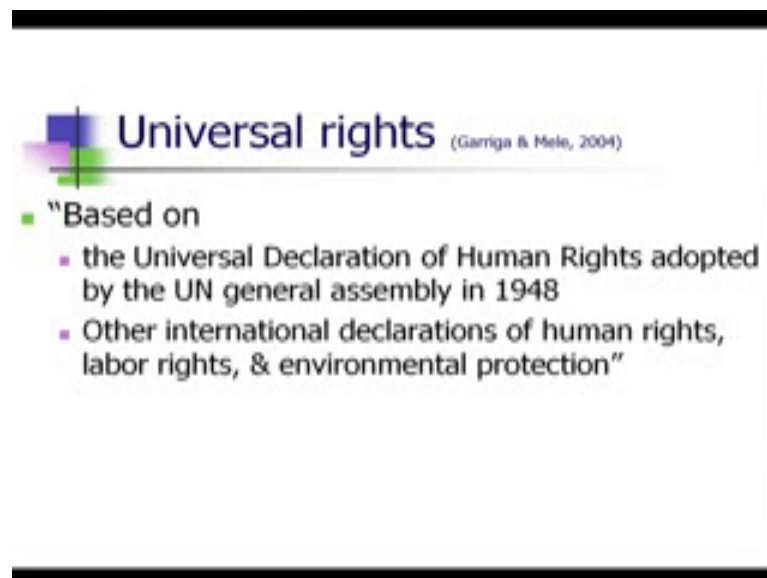 Universal rights (Garriga & Mele, 2004)
“Based on
the Universal Declaration of Human Rights adopted
by the UN general assembly in 1948
Other international declarations of human rights,
labor rights, & environmental protection”